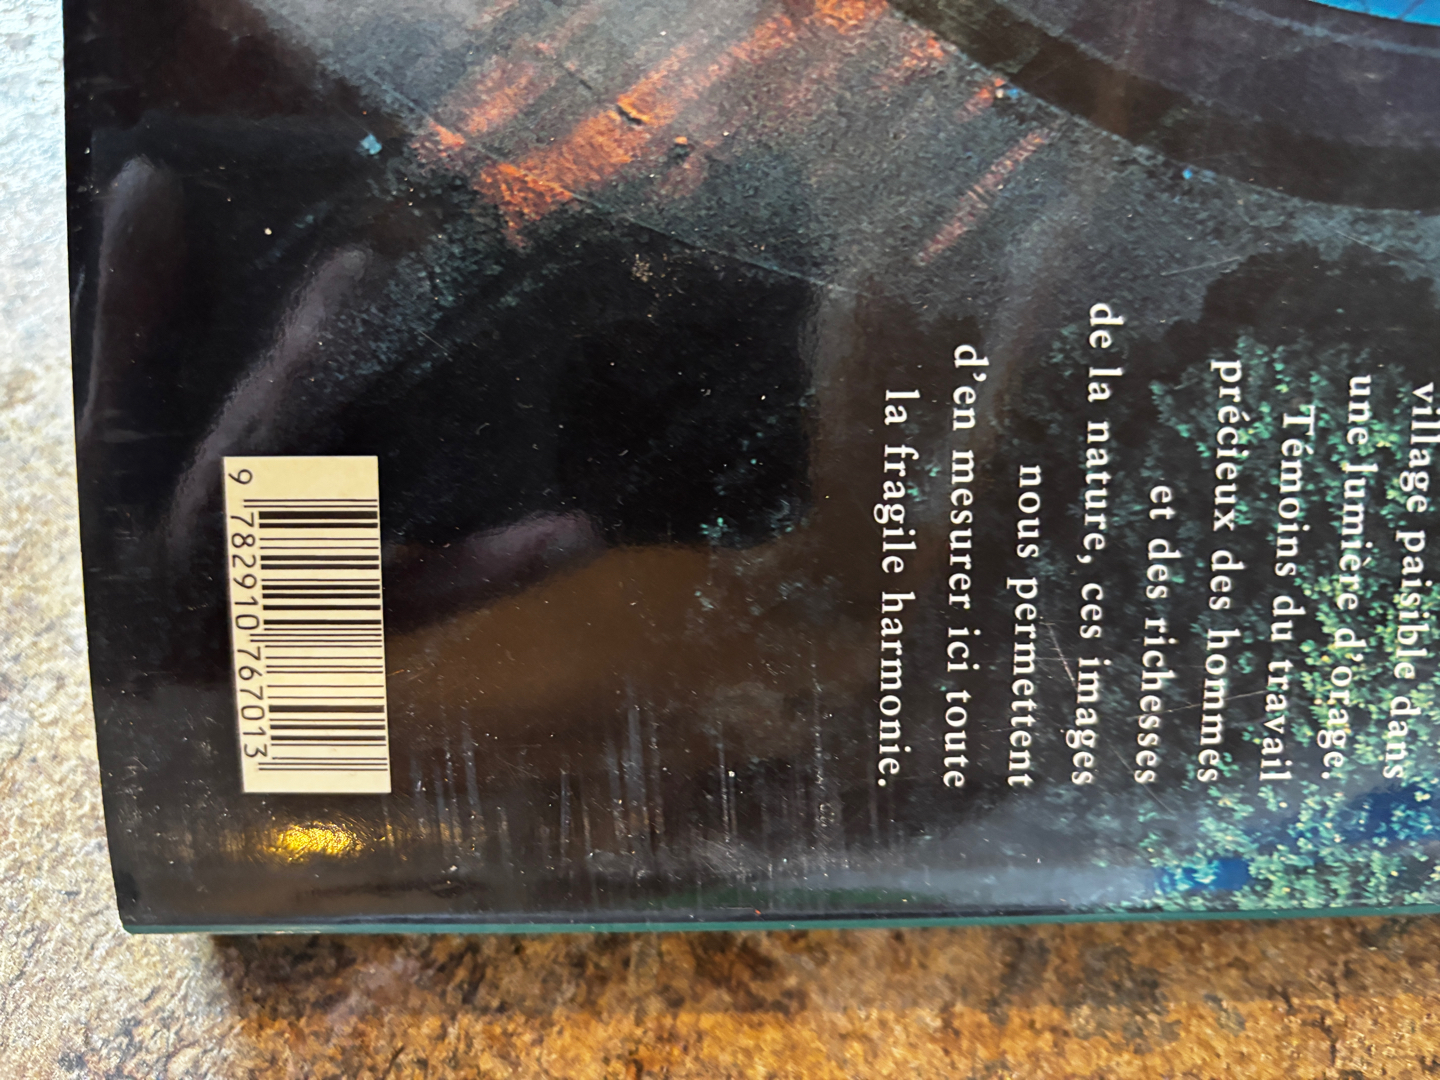 village paisible dans
une lumière d'orage.
Témoins du travail
précieux des hommes
et des richesses
de la nature, ces images
nous permettent
d'en mesurer ici toute
la fragile harmonie.
9 782910 767013